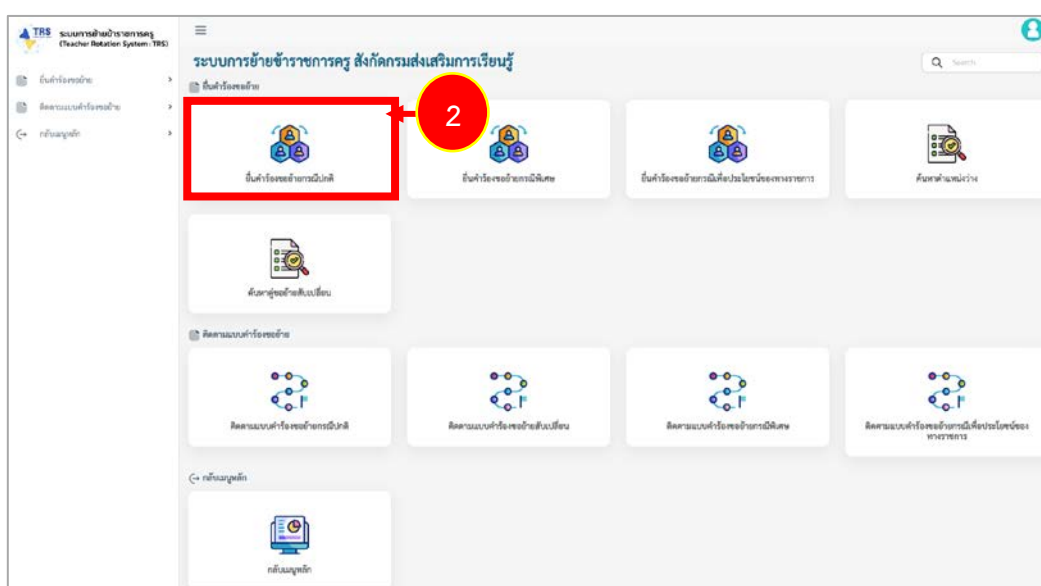 TRS ระบบการย้ายข้าราชการครู
(Teacher Rotation System : TRS)
ยื่นคำร้องขอย้าย
ติดตามแบบคำร้องขอย้าย
กลับเมนูหลัก
ระบบการย้ายข้าราชการครู สังกัดกรมส่งเสริมการเรียนรู้
Search
ยื่นคำร้องขอย้าย
2
ยื่นคำร้องขอย้ายกรณีปกติ
ยื่นคำร้องขอย้ายกรณีพิเศษ
ยื่นคำร้องขอย้ายกรณีเพื่อประโยชน์ของทางราชการ
ค้นหาตำแหน่งว่าง
ค้นหาคู่ขอย้ายสับเปลี่ยน
ติดตามแบบคำร้องขอย้าย
ติดตามแบบคำร้องขอย้ายกรณีปกติ
ติดตามแบบคำร้องขอย้ายสับเปลี่ยน
ติดตามแบบคำร้องขอย้ายกรณีพิเศษ
ติดตามแบบคำร้องขอย้ายกรณีเพื่อประโยชน์ของ
ทางราชการ
กลับเมนูหลัก
กลับเมนูหลัก